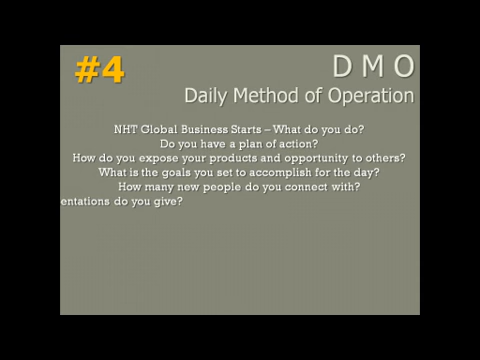 #4
D M O
Daily Method of Operation
NHT Global Business Starts – What do you do?
Do you have a plan of action?
How do you expose your products and opportunity to others?
What is the goals you set to accomplish for the day?
How many new people do you connect with?
entations do you give?